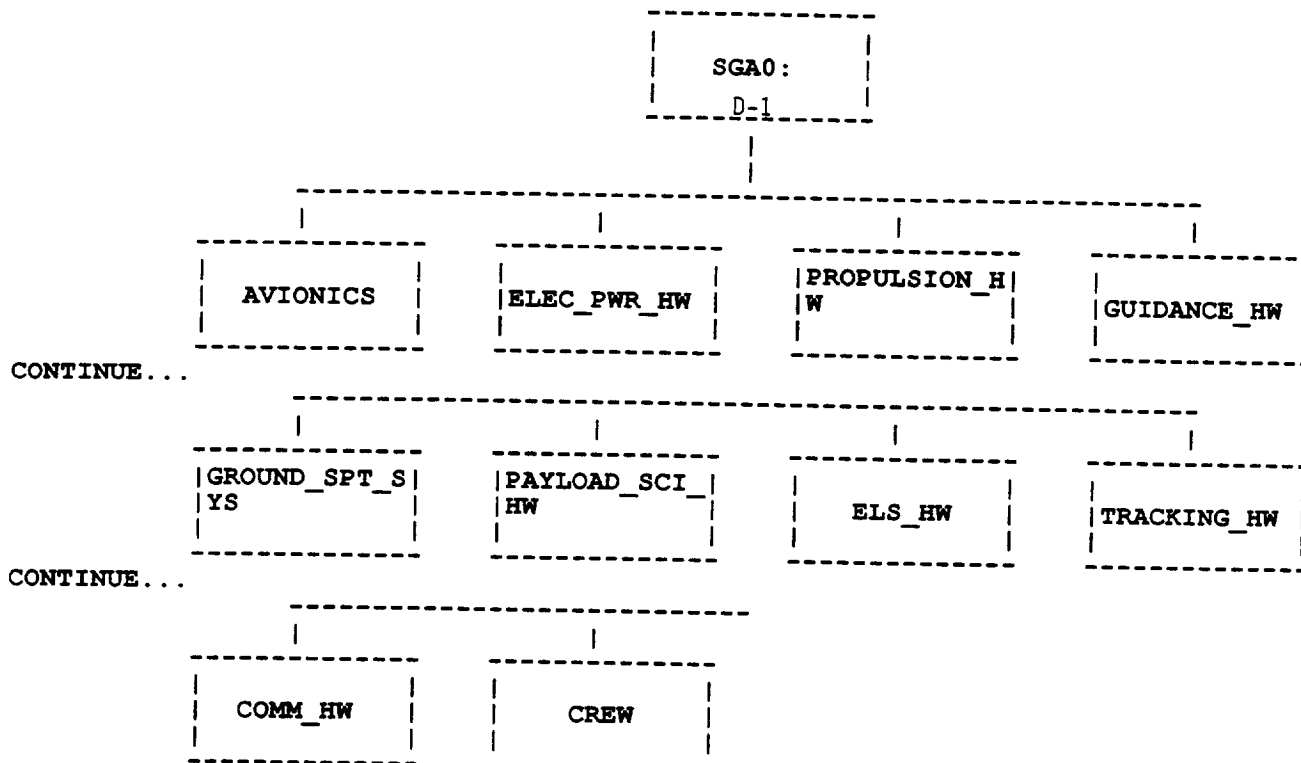 SGA0:
D-1
AVIONICS
ELEC_PWR_HW
PROPULSION_H
W
GUIDANCE_HW
CONTINUE...
GROUND_SPT_S
YS
PAYLOAD_SCI_
HW
ELS_HW
TRACKING_HW
CONTINUE...
COMM_HW
CREW